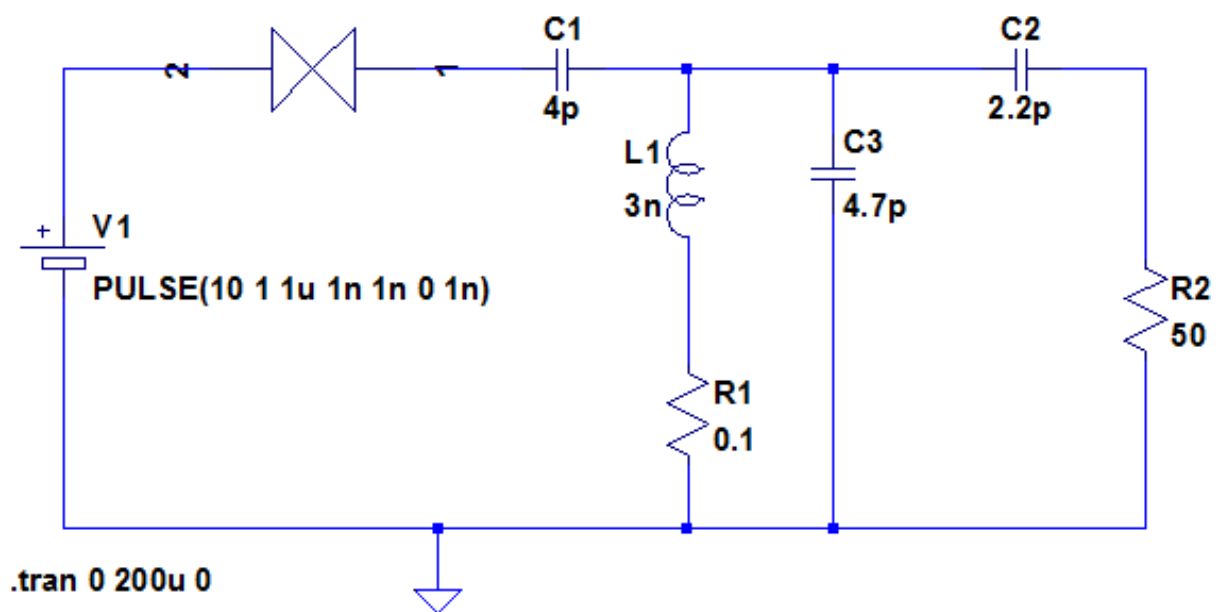 C1
C2
2
1
4p
2.2p
L1
C3
3n
4.7p
+
V1
PULSE(10 1 1u 1n 1n 0 1n)
R2
50
R1
0.1
.tran 0 200u 0